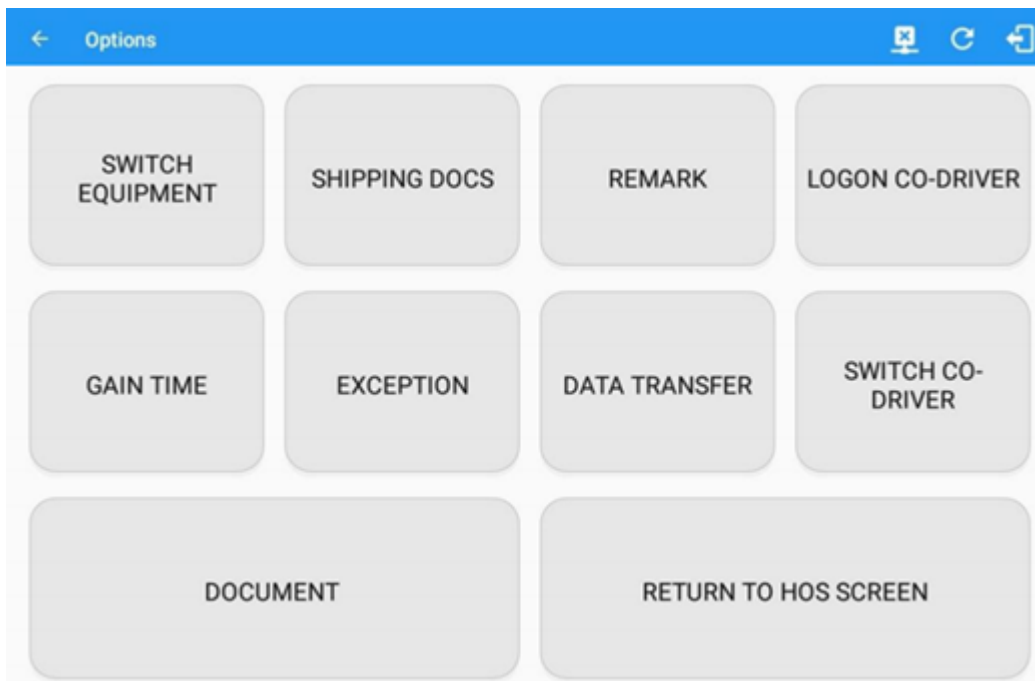 Options
SWITCH
EQUIPMENT
SHIPPING DOCS
REMARK
LOGON CO-DRIVER
GAIN TIME
EXCEPTION
DATA TRANSFER
SWITCH CO-
DRIVER
DOCUMENT
RETURN TO HOS SCREEN